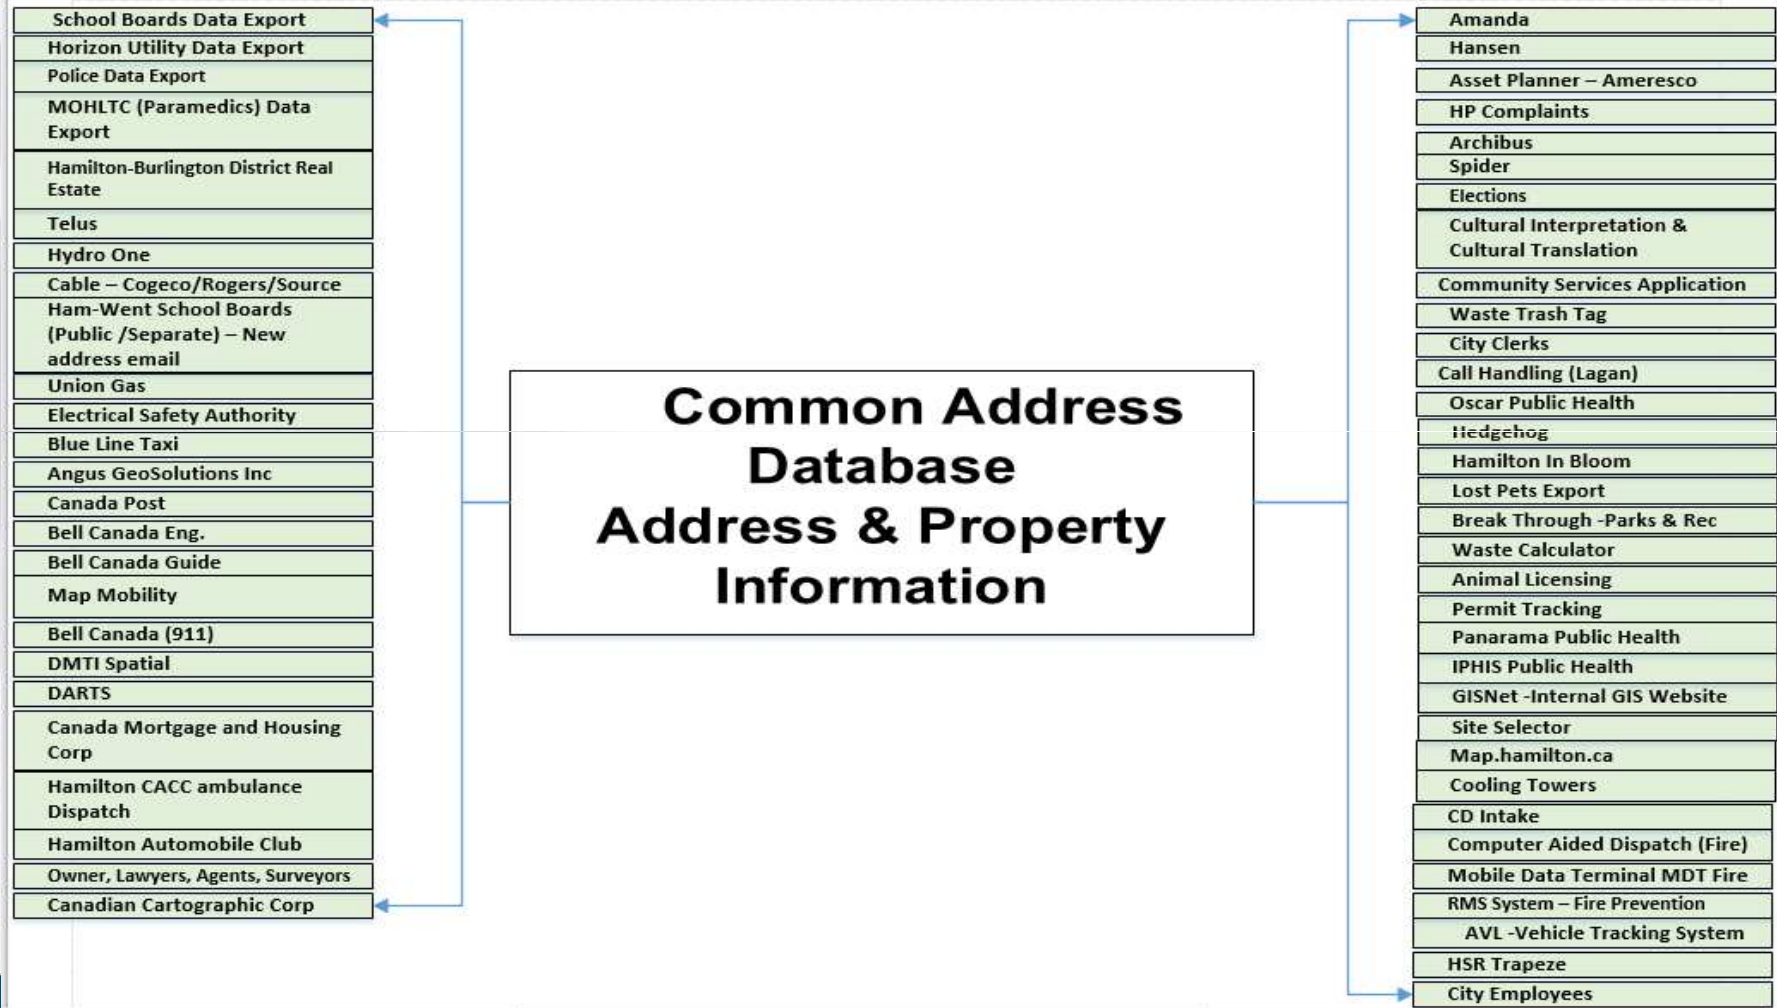 School Boards Data Export
Horizon Utility Data Export
Police Data Export
MOHLTC (Paramedics) Data
Export
Hamilton-Burlington District Real
Estate
Telus
Hydro One
Cable – Cogeco/Rogers/Source
Ham-Went School Boards
(Public /Separate) – New
address email
Union Gas
Electrical Safety Authority
Blue Line Taxi
Angus GeoSolutions Inc
Canada Post
Bell Canada Eng.
Bell Canada Guide
Map Mobility
Bell Canada (911)
DMTI Spatial
DARTS
Canada Mortgage and Housing
Corp
Hamilton CACC ambulance
Dispatch
Hamilton Automobile Club
Owner, Lawyers, Agents, Surveyors
Canadian Cartographic Corp
Common Address
Database
Address & Property
Information
Amanda
Hansen
Asset Planner – Ameresco
HP Complaints
Archibus
Spider
Elections
Cultural Interpretation &
Cultural Translation
Community Services Application
Waste Trash Tag
City Clerks
Call Handling (Lagan)
Oscar Public Health
Hedgehog
Hamilton In Bloom
Lost Pets Export
Break Through -Parks & Rec
Waste Calculator
Animal Licensing
Permit Tracking
Panarama Public Health
IPHIS Public Health
GISNet -Internal GIS Website
Site Selector
Map.hamilton.ca
Cooling Towers
CD Intake
Computer Aided Dispatch (Fire)
Mobile Data Terminal MDT Fire
RMS System – Fire Prevention
AVL -Vehicle Tracking System
HSR Trapeze
City Employees